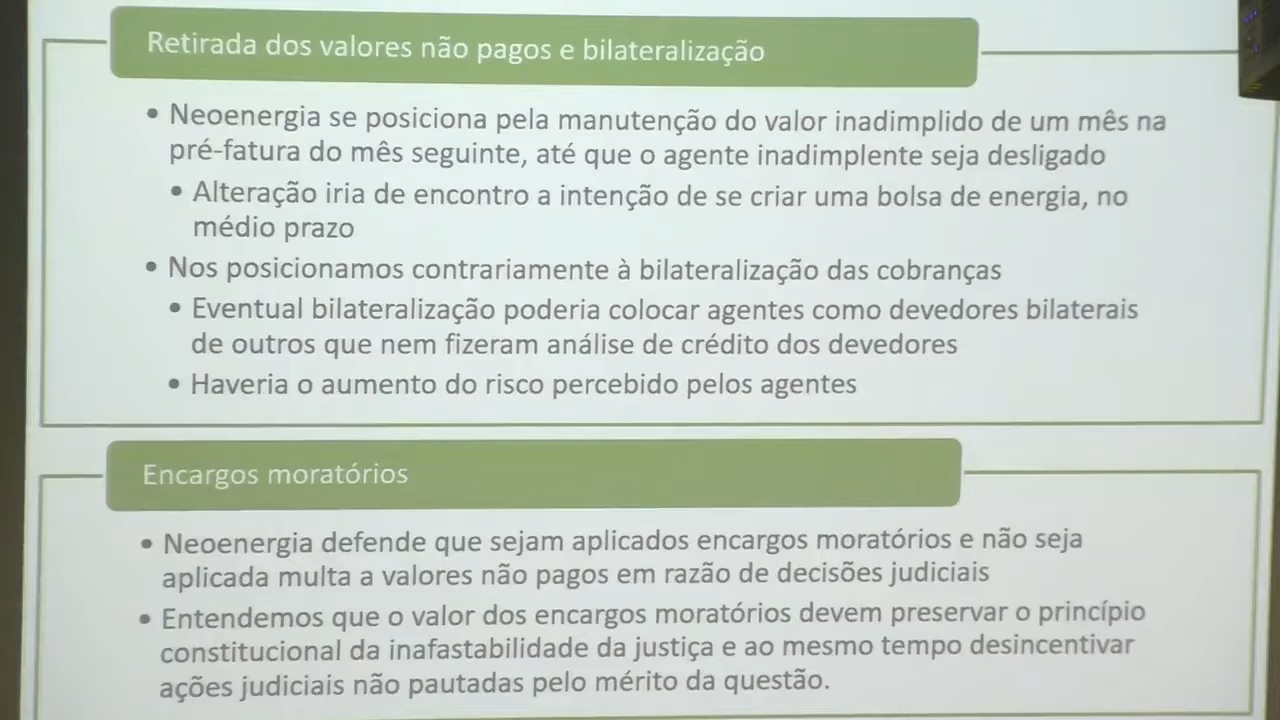 Retirada dos valores não pagos e bilateralização
• Neoenergia se posiciona pela manutenção do valor inadimplido de um mês na
pré-fatura do mês seguinte, até que o agente inadimplente seja desligado
• Alteração iria de encontro a intenção de se criar uma bolsa de energia, no
médio prazo
• Nos posicionamos contrariamente à bilateralização das cobranças
• Eventual bilateralização poderia colocar agentes como devedores bilaterais
de outros que nem fizeram análise de crédito dos devedores
• Haveria o aumento do risco percebido pelos agentes
Encargos moratórios
• Neoenergia defende que sejam aplicados encargos moratórios e não seja
aplicada multa a valores não pagos em razão de decisões judiciais
• Entendemos que o valor dos encargos moratórios devem preservar o princípio
constitucional da inafastabilidade da justiça e ao mesmo tempo desincentivar
ações judiciais não pautadas pelo mérito da questão.